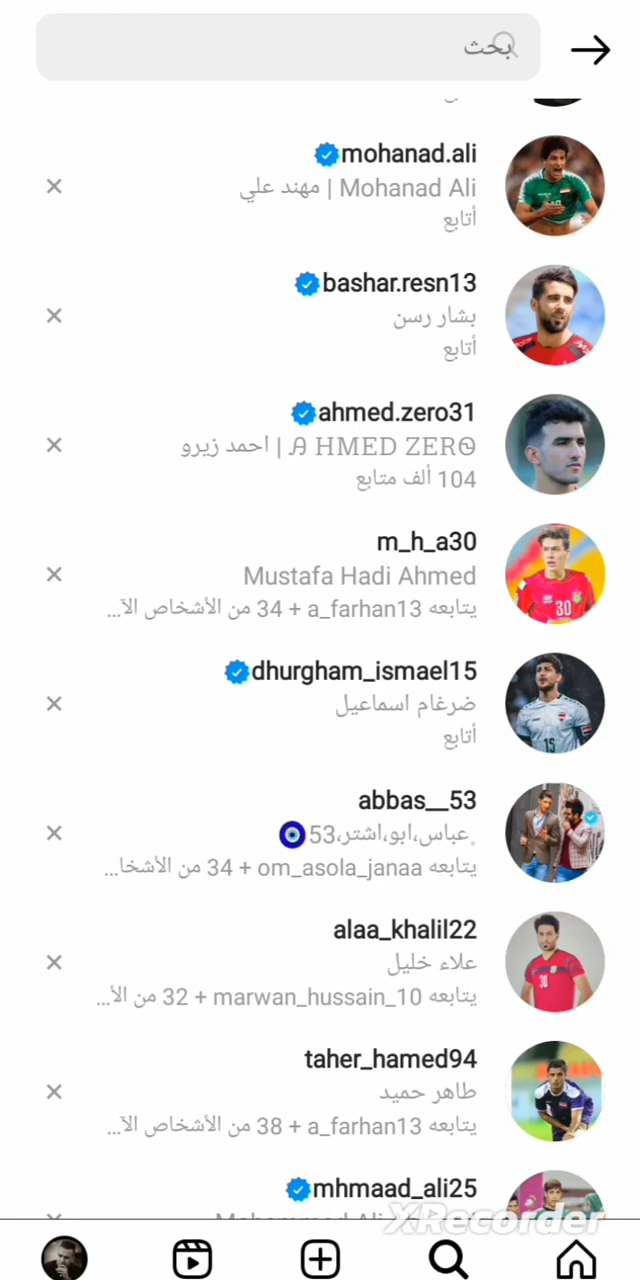 بحث
mohanad.ali
Mohanad Ali | مهند علي
أتابع
bashar.resn13
بشار رسن
أتابع
ahmed.zero31
Ꭿ HMED ZERᎾ | احمد زيرو
104 ألف متابع
m_h_a30
Mustafa Hadi Ahmed
يتابعه a_farhan13 + 34 من الأشخاص الآ...
dhurgham_ismael15
ضرغام اسماعيل
أتابع
abbas__53
عباس،ابو،اشتر،53🧿
يتابعه om_asola_janaa + 34 من الأشخا...
alaa_khalil22
علاء خليل
يتابعه marwan_hussain_10 + 32 من الأ...
taher_hamed94
طاهر حميد
يتابعه a_farhan13 + 38 من الأشخاص الآ...
mhmaad_ali25
XRecorder